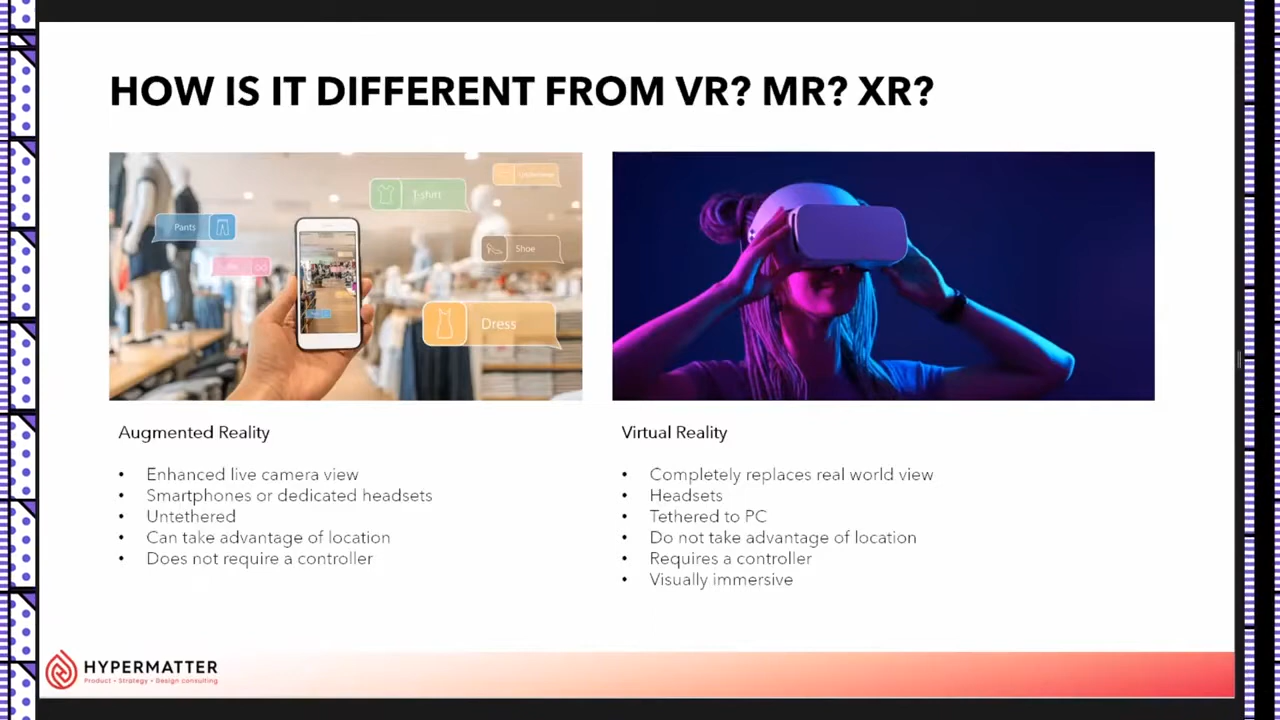 HOW IS IT DIFFERENT FROM VR? MR? XR?
T-shirt
Pants
Shoe
Dress
Augmented Reality
• Enhanced live camera view
• Smartphones or dedicated headsets
• Untethered
• Can take advantage of location
• Does not require a controller
Virtual Reality
• Completely replaces real world view
• Headsets
• Tethered to PC
• Do not take advantage of location
• Requires a controller
• Visually immersive
HYPERMATTER
Product • Strategy • Design consulting